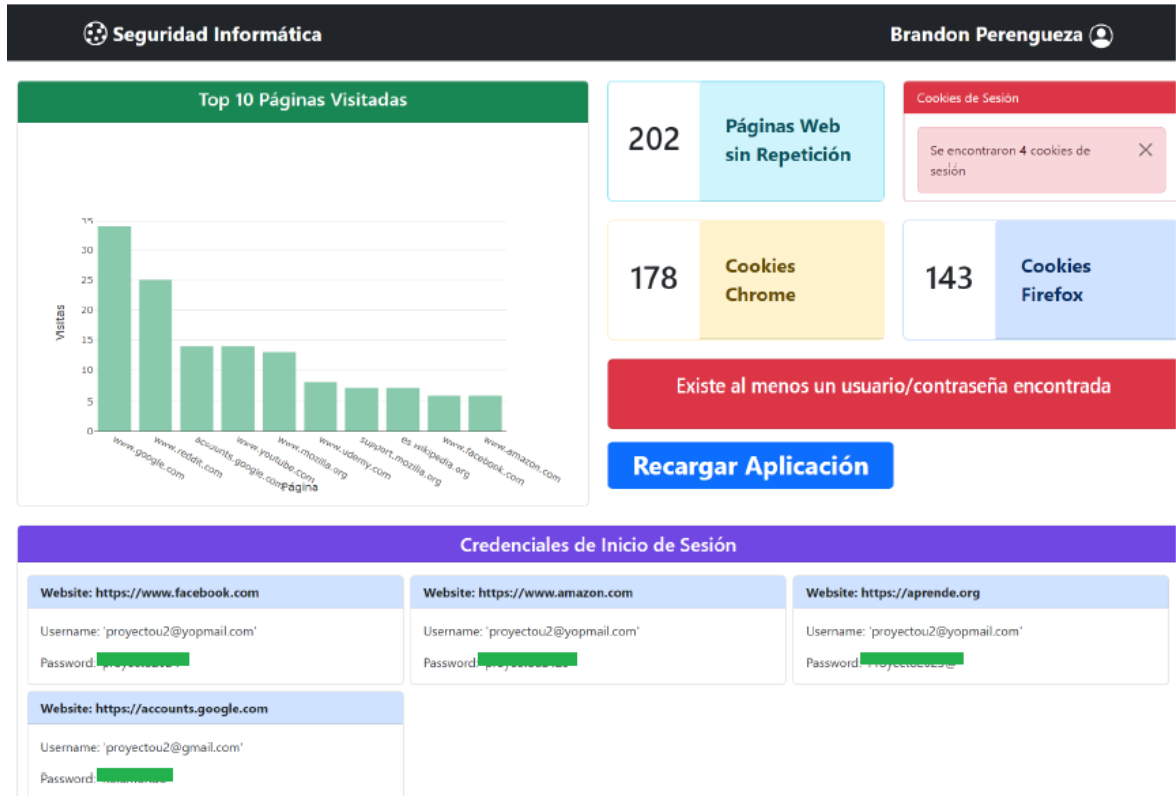 Seguridad Informática
Brandon Perengueza
Top 10 Páginas Visitadas
35
30
25
20
15
10
5
0
Visitas
www.google.com
www.reddit.com
accounts.google.com
www.youtube.com
www.mozilla.org
www.udemy.com
support.mozilla.org
es.wikipedia.org
www.facebook.com
www.amazon.com
Página
202
Páginas Web
sin Repetición
Cookies de Sesión
Se encontraron 4 cookies de
sesión
178
Cookies
Chrome
143
Cookies
Firefox
Existe al menos un usuario/contraseña encontrada
Recargar Aplicación
Credenciales de Inicio de Sesión
Website: https://www.facebook.com
Username: 'proyectou2@yopmail.com'
Password:
Website: https://www.amazon.com
Username: 'proyectou2@yopmail.com'
Password:
Website: https://aprende.org
Username: 'proyectou2@yopmail.com'
Password:
Website: https://accounts.google.com
Username: 'proyectou2@gmail.com'
Password: